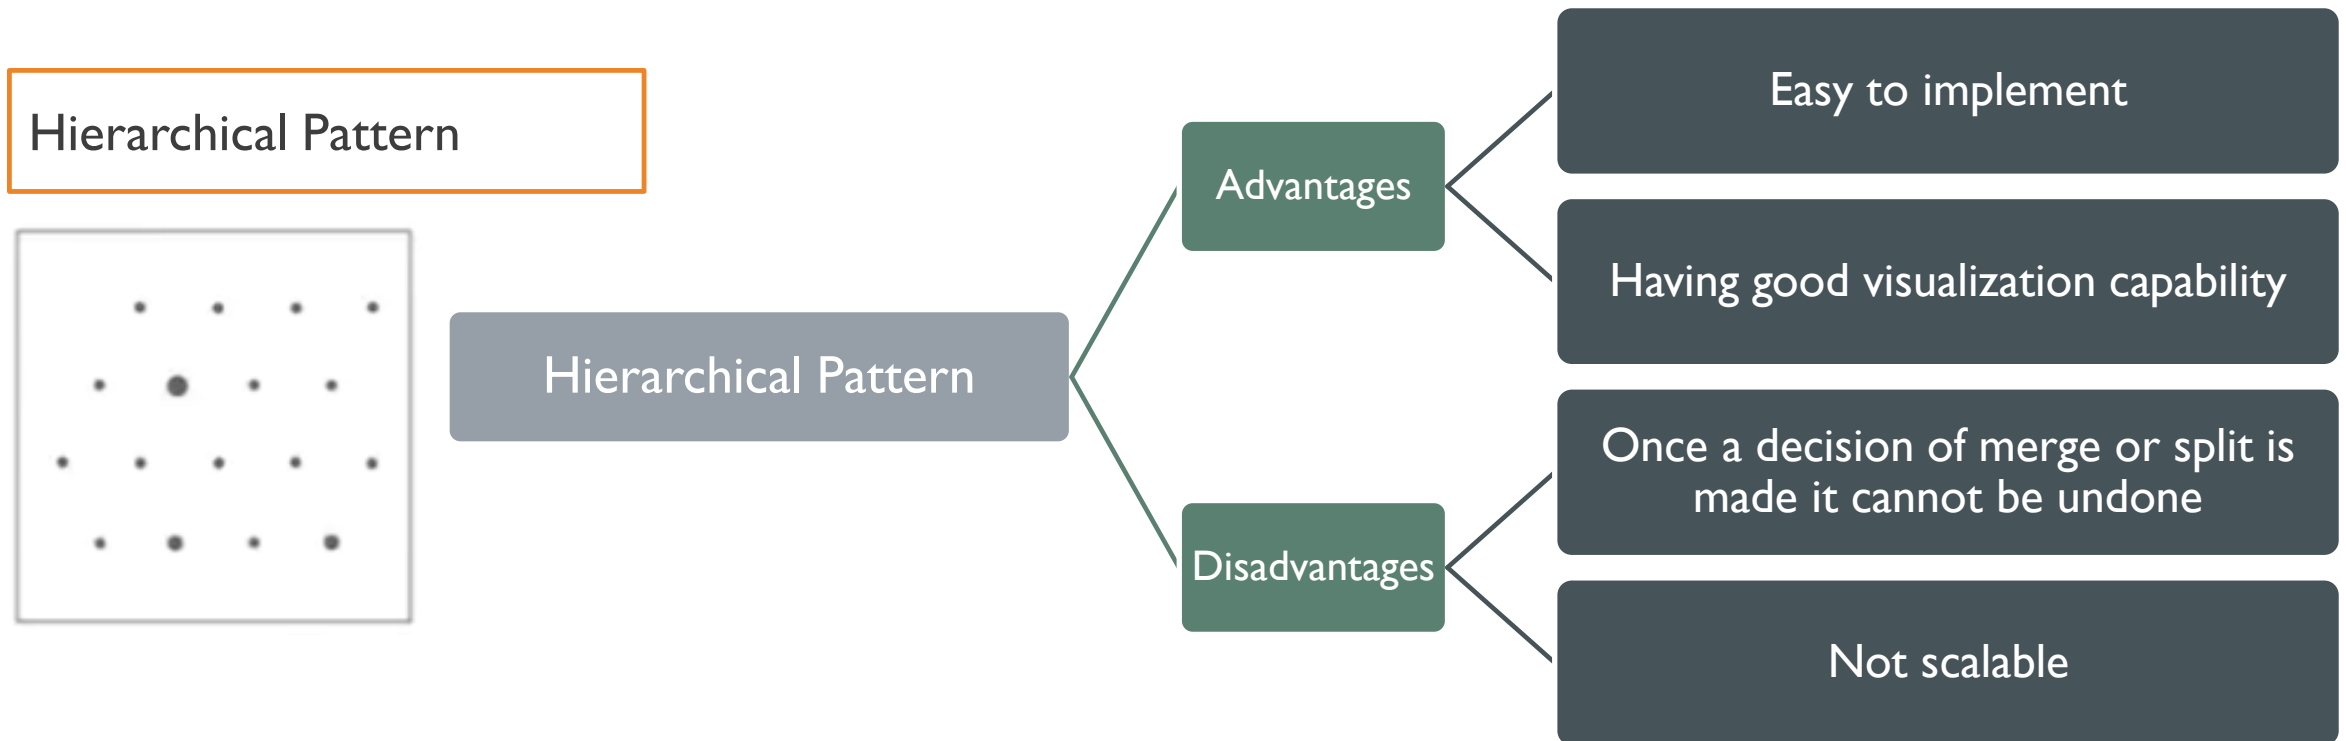 Hierarchical Pattern
Hierarchical Pattern
Advantages
Easy to implement
Having good visualization capability
Disadvantages
Once a decision of merge or split is
made it cannot be undone
Not scalable